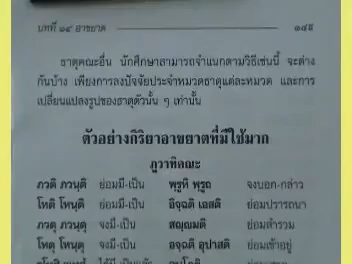 บทที่ ๑๔ อาขยาต ๑๔๙
ธาตุคณะอื่น นักศึกษาสามารถจำแนกตามวิธีเช่นนี้ จะต่าง
กันบ้าง เพียงการลงปัจจัยประจำหมวดธาตุแต่ละหมวด และการ
เปลี่ยนแปลงรูปของธาตุตัวนั้น ๆ เท่านั้น
ตัวอย่างกิริยาอาขยาตที่มีใช้มาก
ภูวาทิคณะ
ภวติ ภวนฺติ ย่อมมี-เป็น พฺรูหิ พฺรูถ จงบอก-กล่าว
โหติ โหนฺติ ย่อมมี-เป็น อิจฺฉติ เอสติ ย่อมปรารถนา
ภวตุ ภวนฺตุ จงมี-เป็น สญฺญมติ ย่อมสำรวม
โหตุ โหนฺตุ จงมี-เป็น อจฺฉติ อุปาสติ ย่อมเข้าอยู่